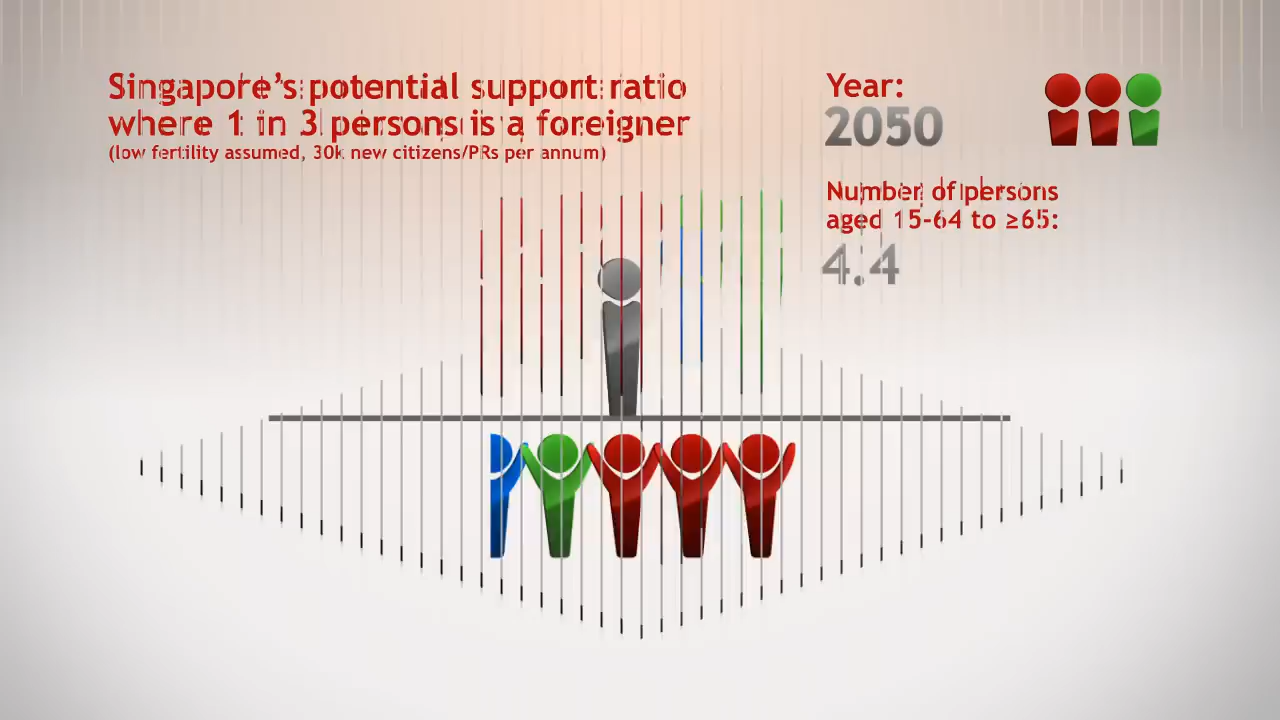 Singapore's potential support ratio
where 1 in 3 persons is a foreigner
(low fertility assumed, 30k new citizens/PRs per annum)
Year:
2050
Number of persons
aged 15-64 to ≥65:
4.4